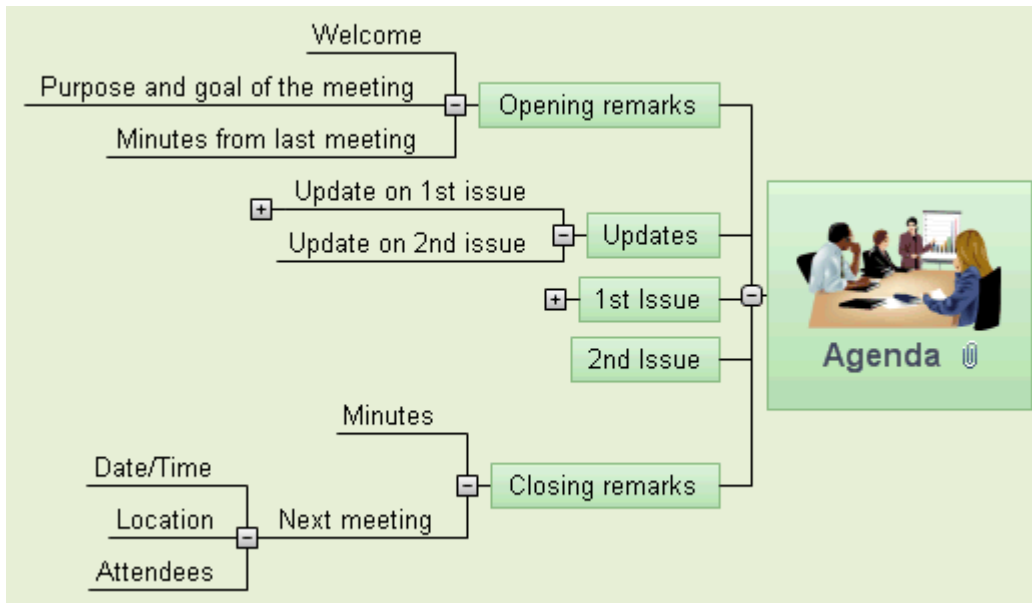 Welcome
Purpose and goal of the meeting
Opening remarks
Minutes from last meeting
Update on 1st issue
Updates
Update on 2nd issue
1st Issue
2nd Issue
Agenda
Minutes
Date/Time
Closing remarks
Location
Next meeting
Attendees